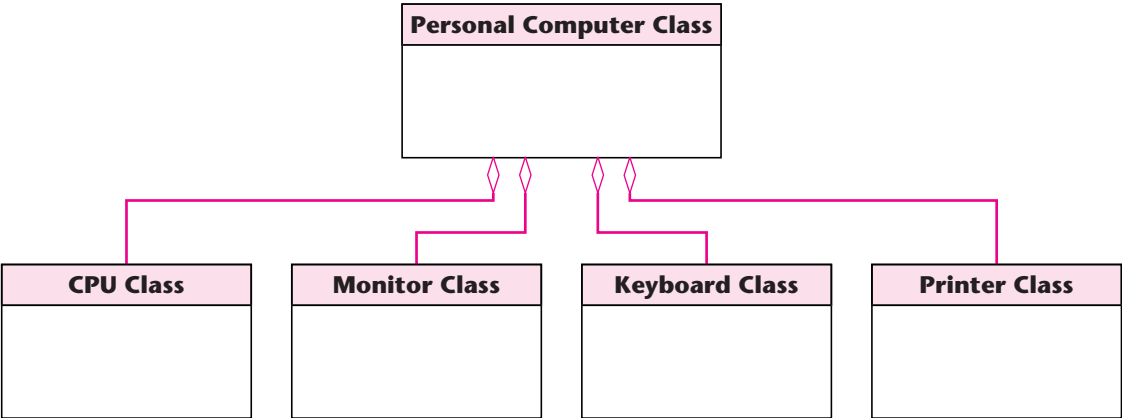 Personal Computer Class
CPU Class
Monitor Class
Keyboard Class
Printer Class